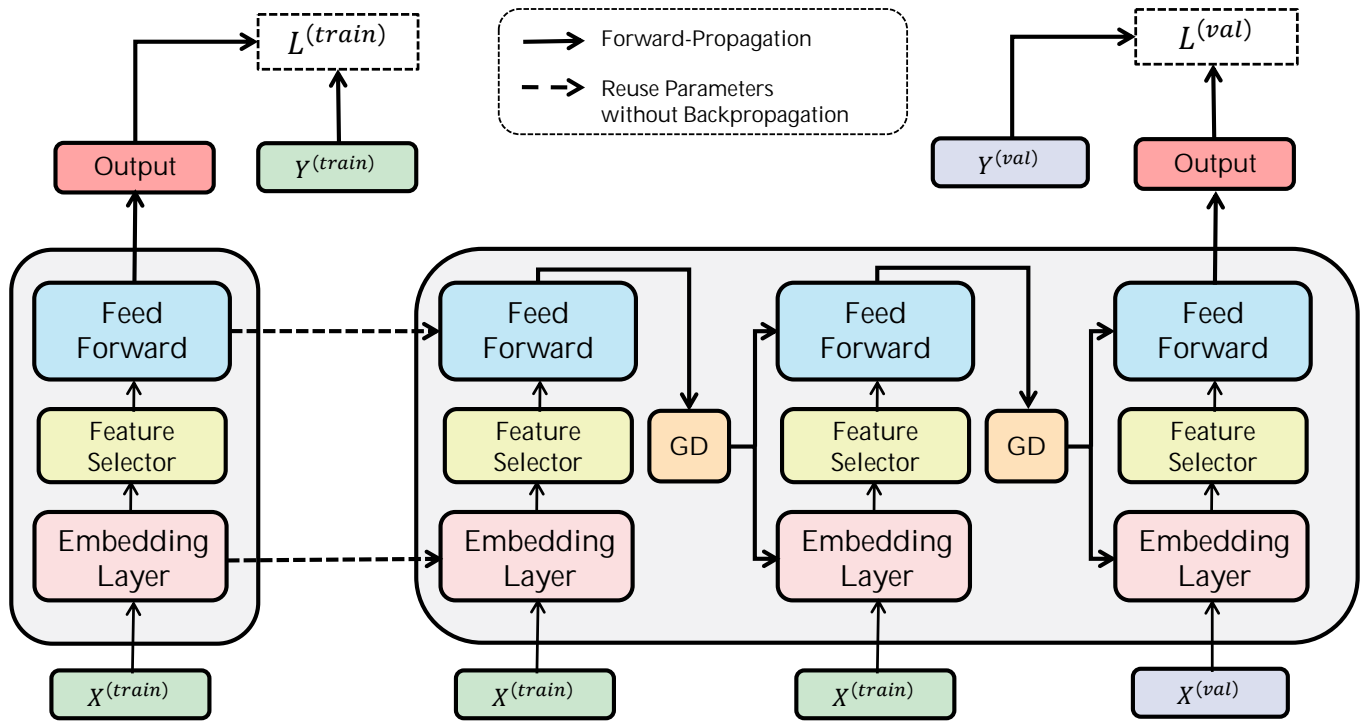 L^(train)
Forward-Propagation
Reuse Parameters
without Backpropagation
L^(val)
Output
Y^(train)
Y^(val)
Output
Feed
Forward
Feed
Forward
Feed
Forward
Feed
Forward
Feature
Selector
Feature
Selector
GD
Feature
Selector
GD
Feature
Selector
Embedding
Layer
Embedding
Layer
Embedding
Layer
Embedding
Layer
X^(train)
X^(train)
X^(train)
X^(val)